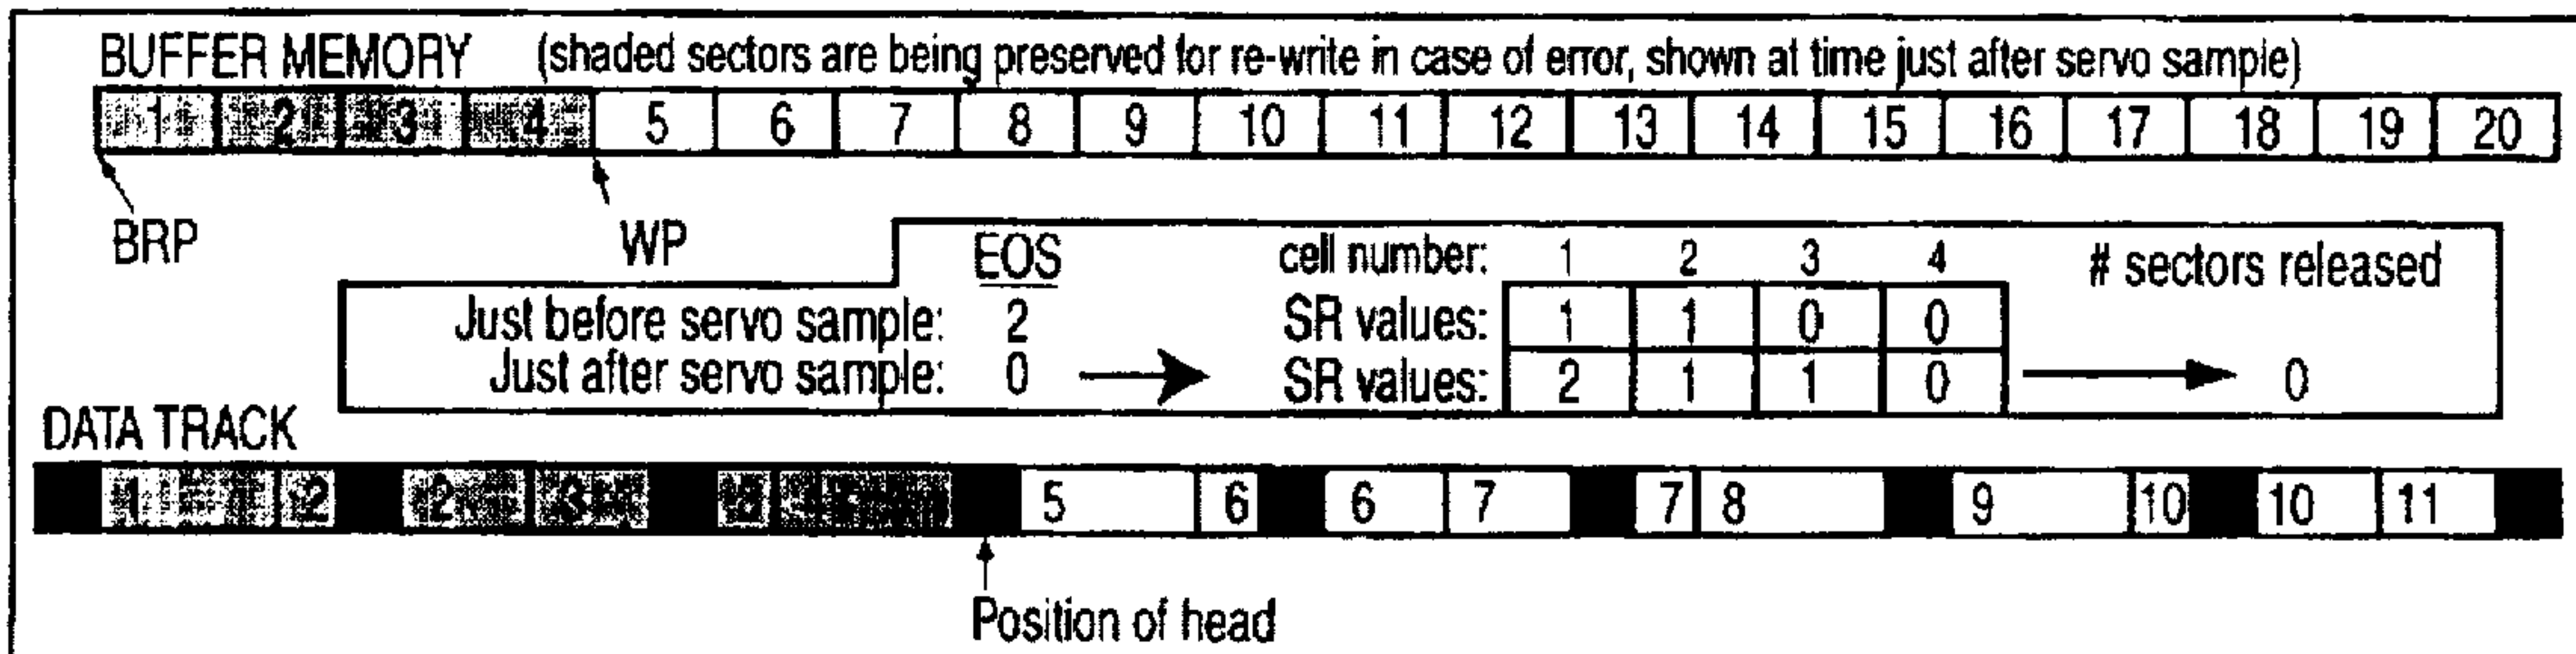 BUFFER MEMORY (shaded sectors are being preserved for re-write in case of error, shown at time just after servo sample)
1 2 3 4 5 6 7 8 9 10 11 12 13 14 15 16 17 18 19 20
BRP WP
EOS cell number: 1 2 3 4 # sectors released
Just before servo sample: 2 SR values: 1 1 0 0
Just after servo sample: 0 SR values: 2 1 1 0 0
DATA TRACK
1 2 2 3 5 6 6 7 7 8 9 10 10 11
Position of head